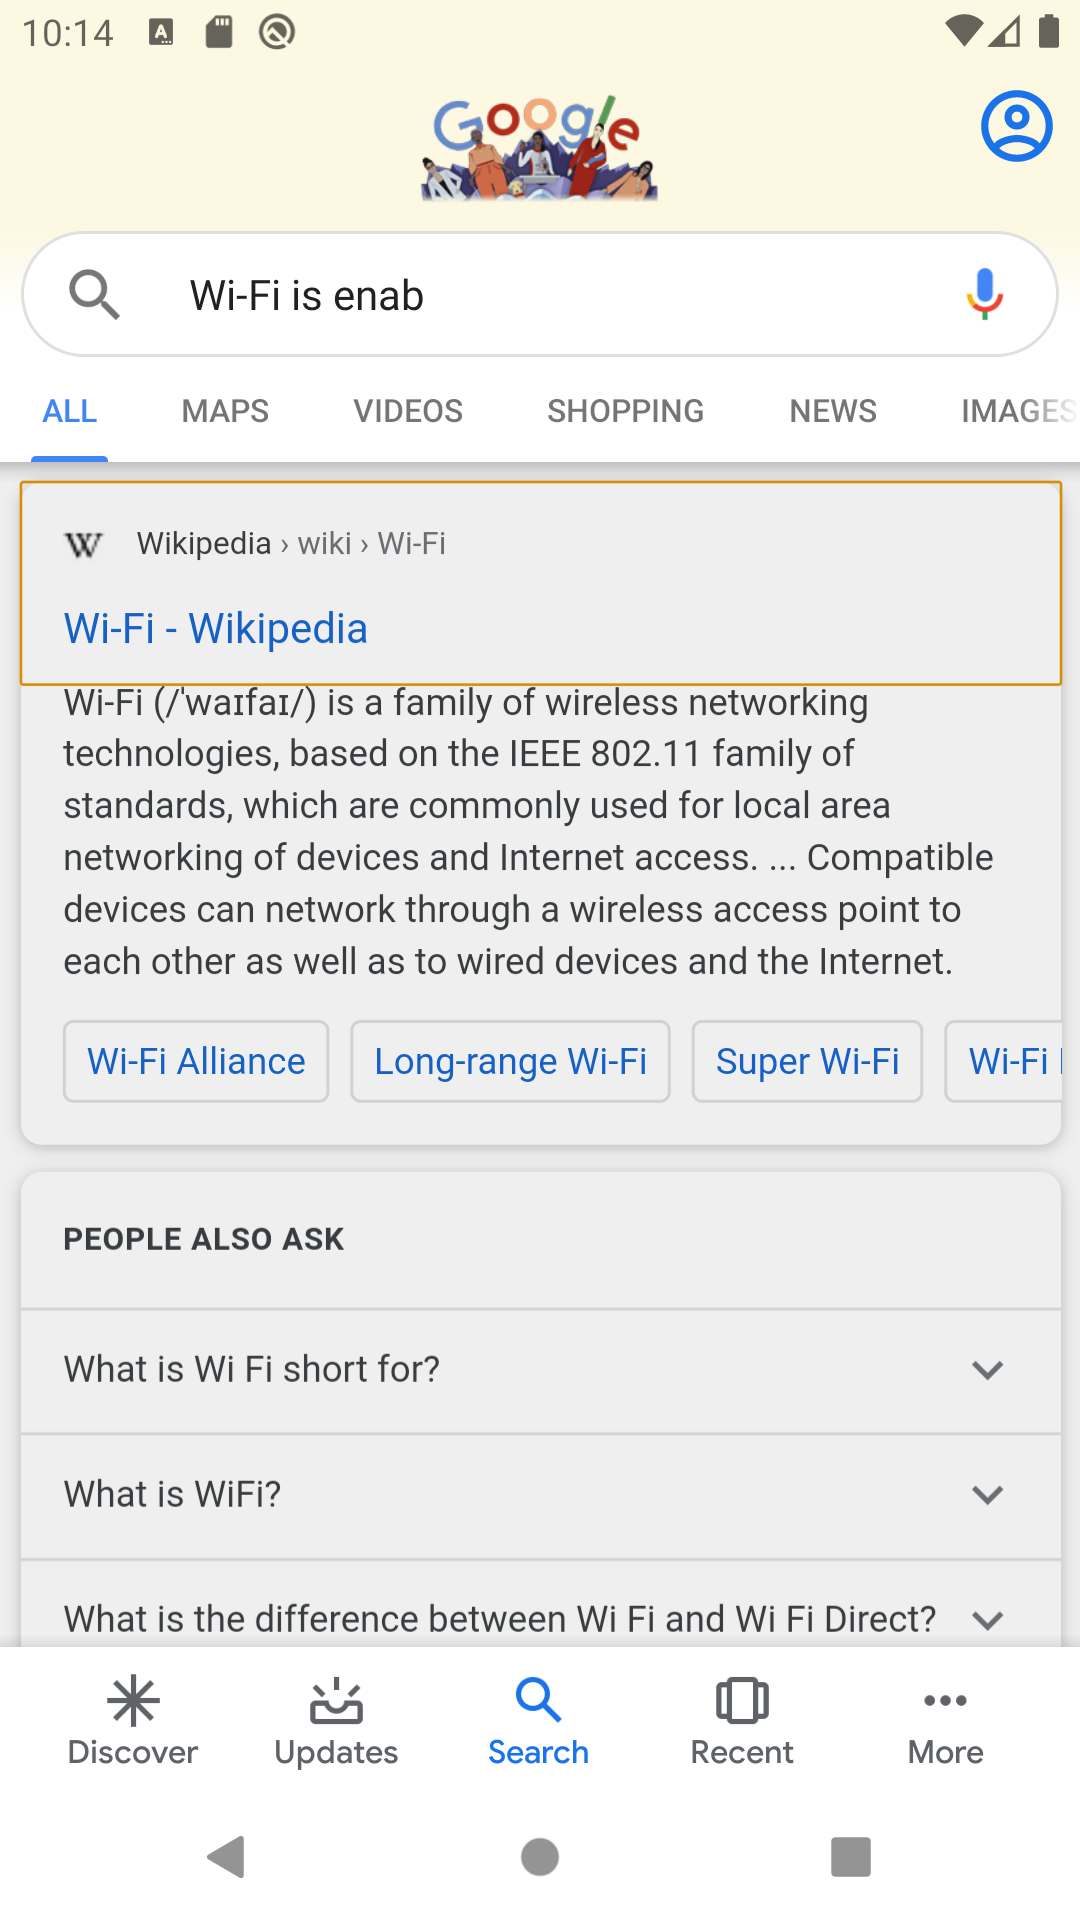 10:14
Google
Wi-Fi is enab
ALL MAPS VIDEOS SHOPPING NEWS IMAGES
W Wikipedia › wiki › Wi-Fi
Wi-Fi - Wikipedia
Wi-Fi (/ˈwaɪfaɪ/) is a family of wireless networking
technologies, based on the IEEE 802.11 family of
standards, which are commonly used for local area
networking of devices and Internet access. ... Compatible
devices can network through a wireless access point to
each other as well as to wired devices and the Internet.
Wi-Fi Alliance Long-range Wi-Fi Super Wi-Fi Wi-Fi
PEOPLE ALSO ASK
What is Wi Fi short for?
What is WiFi?
What is the difference between Wi Fi and Wi Fi Direct?
Discover Updates Search Recent More